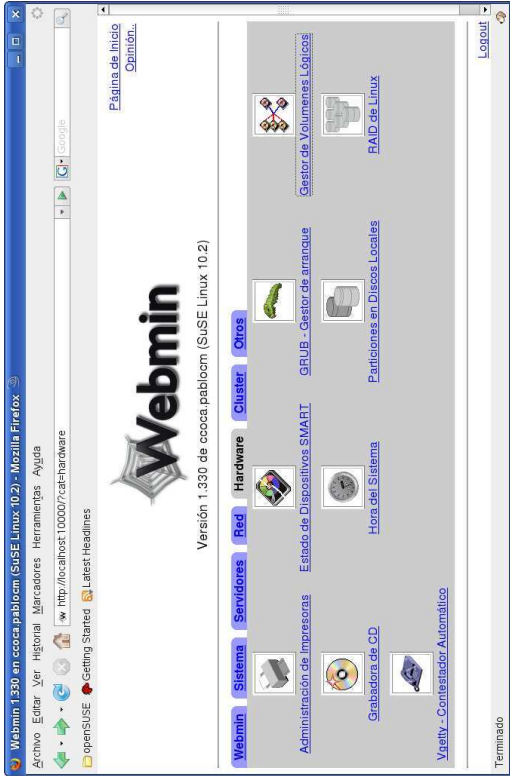 Webmin 1.330 en ccoca.pablocm (SuSE Linux 10.2) - Mozilla Firefox
Archivo Editar Ver Historial Marcadores Herramientas Ayuda
http://localhost:10000/?cat=hardware
Google
openSUSE Getting Started Latest Headlines
Página de Inicio
Opinión..
Webmin
Versión 1.330 de ccoca.pablocm (SuSE Linux 10.2)
Webmin Sistema Servidores Red Hardware Cluster Otros
Administración de Impresoras Estado de Dispositivos SMART GRUB - Gestor de arranque Gestor de Volumenes Lógicos
Grabadora de CD Hora del Sistema Particiones en Discos Locales RAID de Linux
Vgetty - Contestador Automático
Logout
Terminado